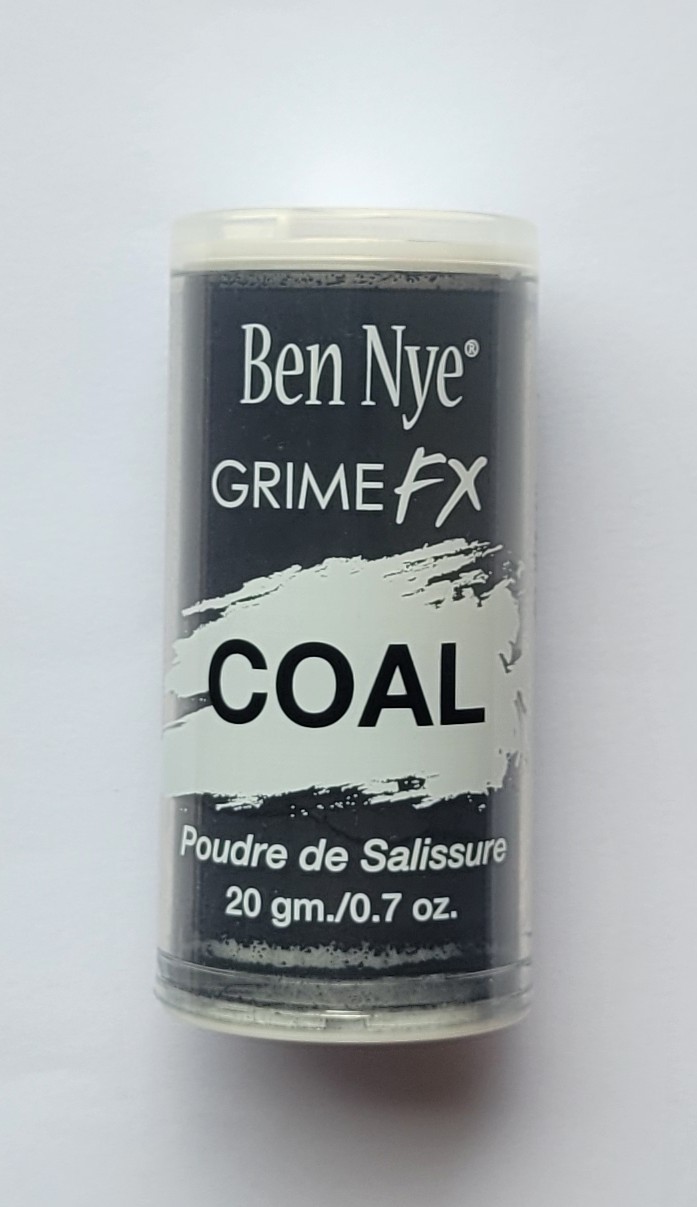 Ben Nye®
GRIME FX
COAL
Poudre de Salissure
20 gm./0.7 oz.